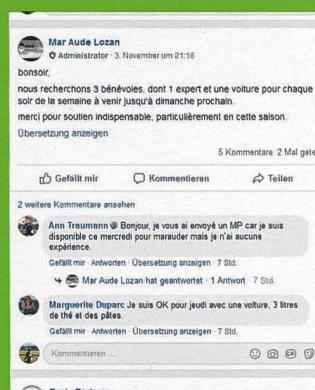 Mar Aude Lozan
Administrator · 3. November um 21:16
bonsoir,
nous recherchons 3 bénévoles, dont 1 expert et une voiture pour chaque
soir de la semaine à venir jusqu'à dimanche prochain.
merci pour soutien indispensable, particulièrement en cette saison.
Übersetzung anzeigen
5 Kommentare 2 Mal gete
Gefällt mir Kommentieren Teilen
2 weitere Kommentare ansehen
Ann Traumann Bonjour, je vous ai envoyé un MP car je suis
disponible ce mercredi pour marauder mais je n'ai aucune
expérience.
Gefällt mir · Antworten · Übersetzung anzeigen · 7 Std.
Mar Aude Lozan hat geantwortet · 1 Antwort 7 Std.
Marguerite Duparc Je suis OK pour jeudi avec une voiture, 3 litres
de thé et des pâtes.
Gefällt mir · Antworten · Übersetzung anzeigen · 7 Std.
Kommentieren ...
GIF